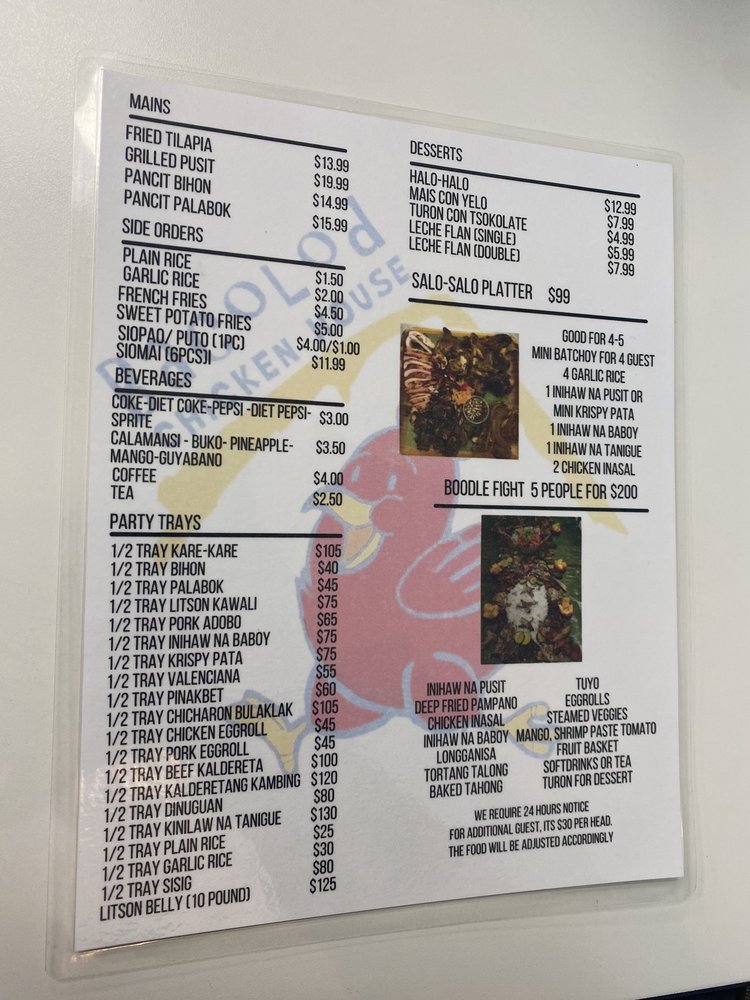 MAINS
FRIED TILAPIA $13.99
GRILLED PUSIT $19.99
PANCIT BIHON $14.99
PANCIT PALABOK $15.99
SIDE ORDERS
PLAIN RICE $1.50
GARLIC RICE $2.00
FRENCH FRIES $4.50
SWEET POTATO FRIES $5.00
SIOPAO/ PUTO (1PC) $4.00/$1.00
SIOMAI (6PCS)I $11.99
BEVERAGES
COKE-DIET COKE-PEPSI -DIET PEPSI- $3.00
SPRITE
CALAMANSI - BUKO- PINEAPPLE- $3.50
MANGO-GUYABANO
COFFEE $4.00
TEA $2.50
PARTY TRAYS
1/2 TRAY KARE-KARE $105
1/2 TRAY BIHON $40
1/2 TRAY PALABOK $45
1/2 TRAY LITSON KAWALI $75
1/2 TRAY PORK ADOBO $65
1/2 TRAY INIHAW NA BABOY $75
1/2 TRAY KRISPY PATA $75
1/2 TRAY VALENCIANA $55
1/2 TRAY PINAKBET $60
1/2 TRAY CHICHARON BULAKLAK $105
1/2 TRAY CHICKEN EGGROLL $45
1/2 TRAY PORK EGGROLL $45
1/2 TRAY BEEF KALDERETA $100
1/2 TRAY KALDERETANG KAMBING $120
1/2 TRAY DINUGUAN $80
1/2 TRAY KINILAW NA TANIGUE $130
1/2 TRAY PLAIN RICE $25
1/2 TRAY GARLIC RICE $30
1/2 TRAY SISIG $80
LITSON BELLY (10 POUND) $125
DESSERTS
HALO-HALO $12.99
MAIS CON YELO $7.99
TURON CON TSOKOLATE $4.99
LECHE FLAN (SINGLE) $5.99
LECHE FLAN (DOUBLE) $7.99
SALO-SALO PLATTER $99
GOOD FOR 4-5
MINI BATCHOY FOR 4 GUEST
4 GARLIC RICE
1 INIHAW NA PUSIT OR
MINI KRISPY PATA
1 INIHAW NA BABOY
1 INIHAW NA TANIGUE
2 CHICKEN INASAL
BOODLE FIGHT 5 PEOPLE FOR $200
INIHAW NA PUSIT
DEEP FRIED PAMPANO
CHICKEN INASAL
INIHAW NA BABOY
LONGGANISA
TORTANG TALONG
BAKED TAHONG
TUYO
EGGROLLS
STEAMED VEGGIES
MANGO, SHRIMP PASTE TOMATO
FRUIT BASKET
SOFTDRINKS OR TEA
TURON FOR DESSERT
WE REQUIRE 24 HOURS NOTICE
FOR ADDITIONAL GUEST, ITS $30 PER HEAD.
THE FOOD WILL BE ADJUSTED ACCORDINGLY
CHICKEN HOUSE